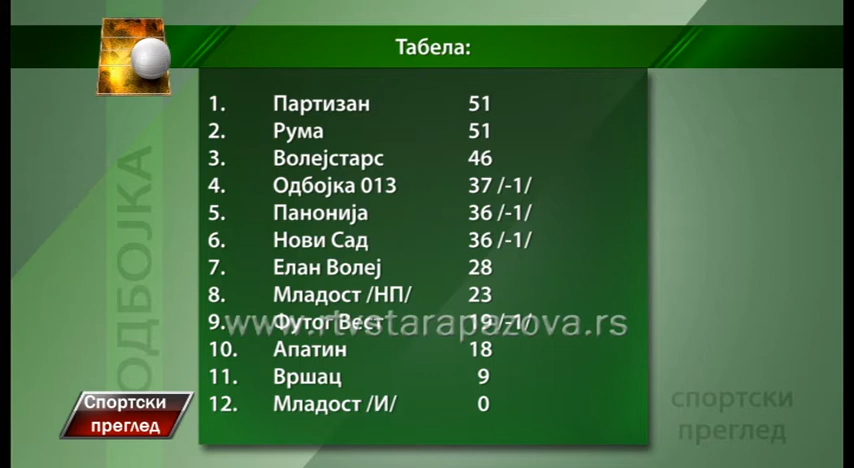 Табела:
1. Партизан 51
2. Рума 51
3. Волејстарс 46
4. Одбојка 013 37 /-1/
5. Панонија 36 /-1/
6. Нови Сад 36 /-1/
7. Елан Волеј 28
8. Младост /НП/ 23
9. Футог Вест 19 /-1/
www.rtvstarapazova.rs
10. Апатин 18
11. Вршац 9
12. Младост /И/ 0
ОДБОЈКА
Спортски
преглед
спортски
преглед